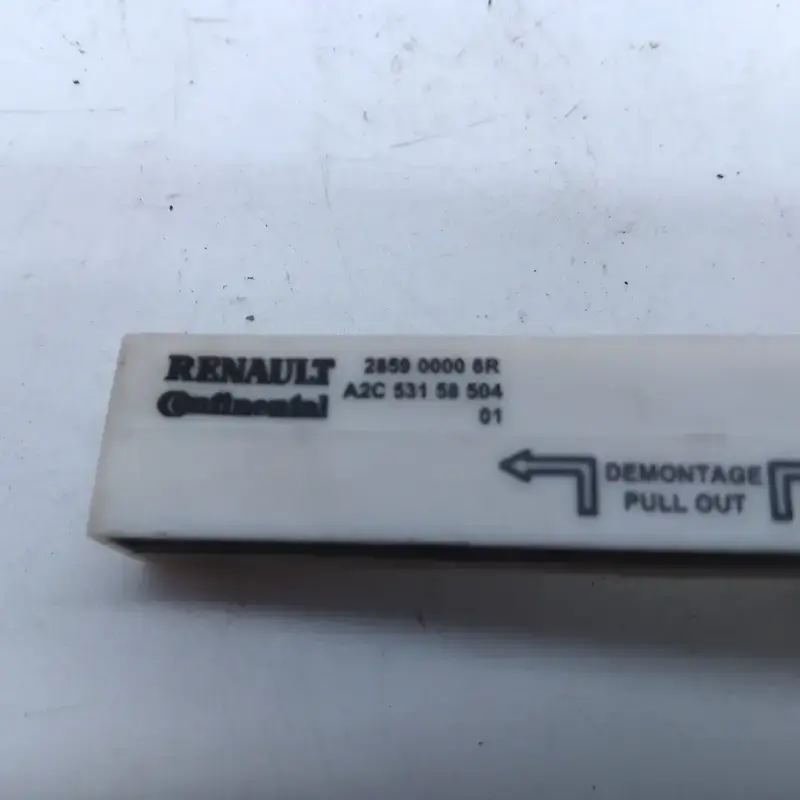 RENAULT 2859 0000 6R
Continental A2C 531 58 504
01
DEMONTAGE
PULL OUT